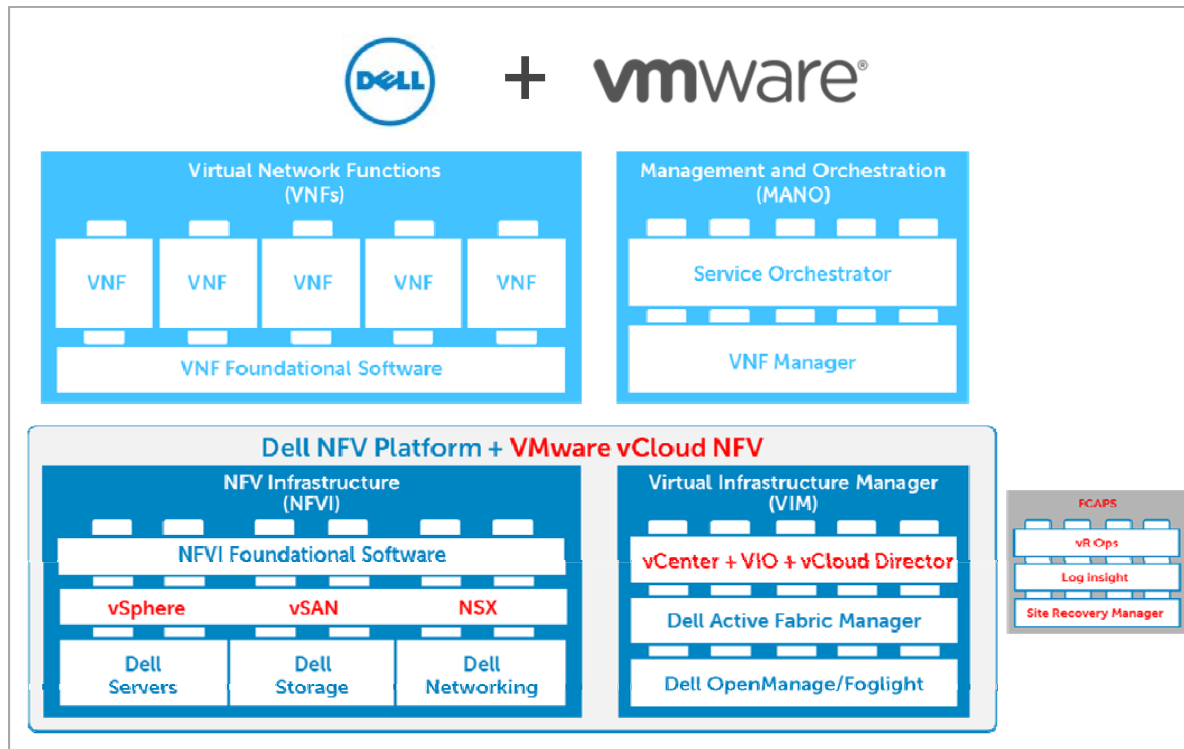 DELL
+
vmware®
Virtual Network Functions
(VNFs)
VNF
VNF
VNF
VNF
VNF
VNF Foundational Software
Management and Orchestration
(MANO)
Service Orchestrator
VNF Manager
Dell NFV Platform + VMware vCloud NFV
NFV Infrastructure
(NFVI)
NFVI Foundational Software
vSphere
vSAN
NSX
Dell
Servers
Dell
Storage
Dell
Networking
Virtual Infrastructure Manager
(VIM)
vCenter + VIO + vCloud Director
Dell Active Fabric Manager
Dell OpenManage/Foglight
FCAPS
vR Ops
Log insight
Site Recovery Manager